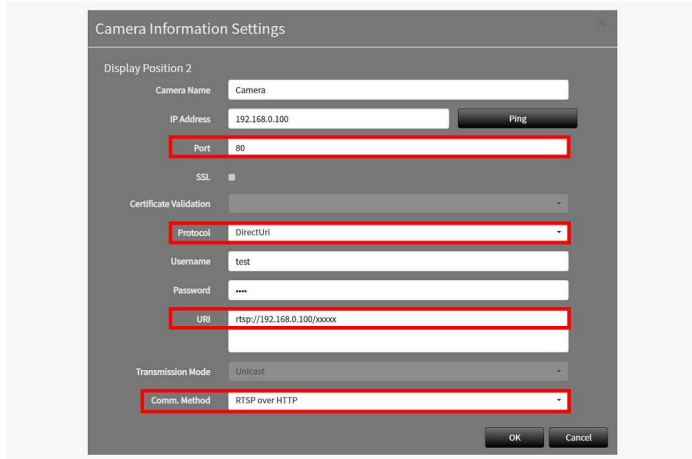 Camera Information Settings
Display Position 2
Camera Name Camera
IP Address 192.168.0.100 Ping
Port 80
SSL
Certificate Validation
Protocol DirectUri
Username test
Password ••••
URI rtsp://192.168.0.100/xxxxx
Transmission Mode Unicast
Comm. Method RTSP over HTTP
OK Cancel